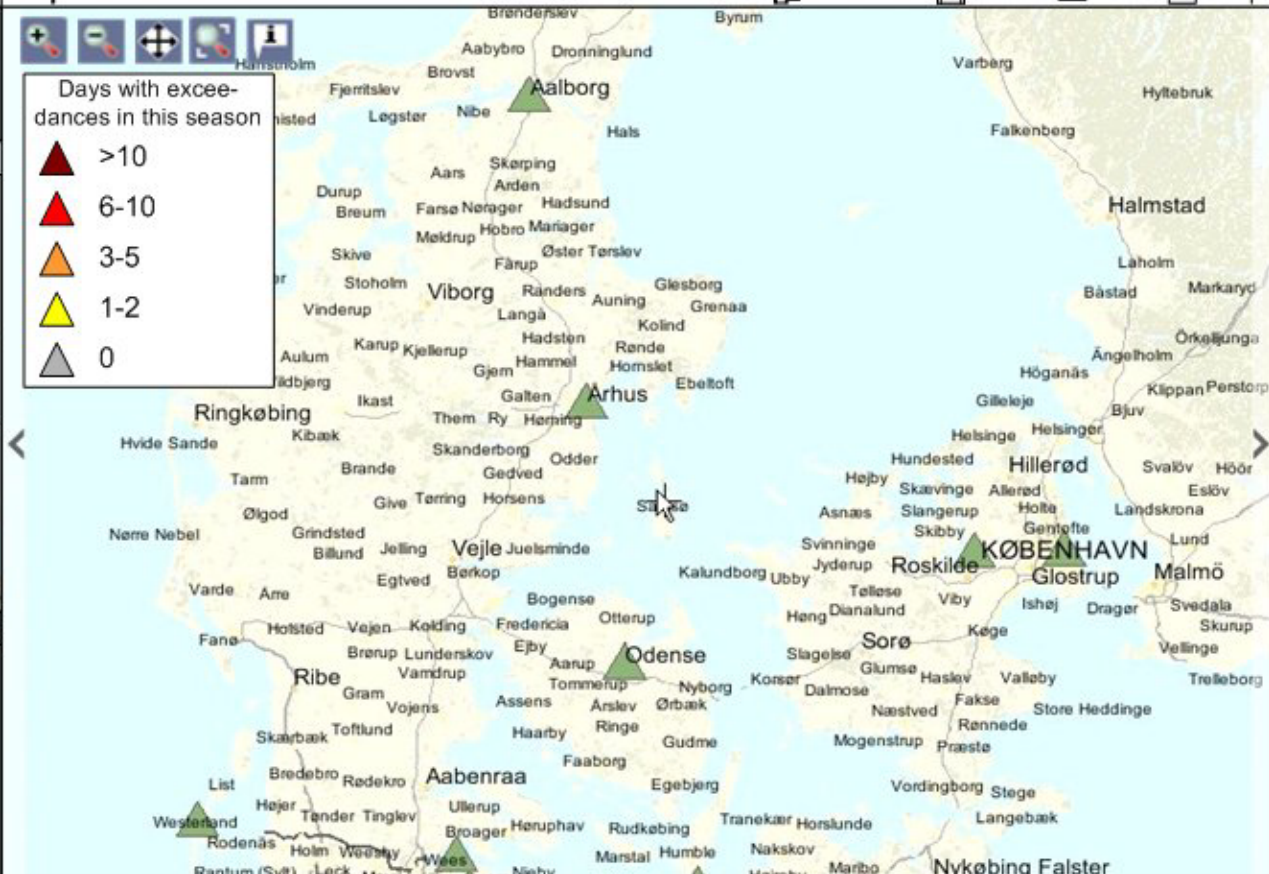 Brønderslev
Byrum
Aabybro
Dronninglund
Varberg
Hanstholm
Brovst
Days with excee-
dances in this season
>10
6-10
3-5
1-2
0
Fjerritslev
Aalborg
Hyltebruk
Løgstør
Nibe
Hals
Falkenberg
Skørping
Aars
Arden
Durup
Breum
Farsø
Nørager
Hadsund
Halmstad
Møldrup
Hobro
Mariager
Skive
Øster Tørslev
Fårup
Laholm
Stoholm
Viborg
Randers
Glesborg
Båstad
Markaryd
Vinderup
Langå
Auning
Grenaa
Kolind
Karup
Kjellerup
Hadsten
Rønde
Örkelljunga
Aulum
Gjern
Hammel
Hornslet
Ängelholm
Höganäs
Ebeltoft
Klippan
Perstorp
Ikast
Galten
Århus
Gilleleje
Bjuv
Ringkøbing
Them
Ry
Hørning
Hvide Sande
Kibæk
Helsinge
Helsingør
Skanderborg
Odder
Hundested
Hillerød
Svalöv
Höör
Tarm
Brande
Gedved
Højby
Skævinge
Allerød
Eslöv
Give
Tørring
Horsens
Asnæs
Slangerup
Holte
Landskrona
Ølgod
Nørre Nebel
Grindsted
Skibby
Gentofte
Billund
Jelling
Vejle
Juelsminde
Svinninge
KØBENHAVN
Lund
Egtved
Børkop
Kalundborg
Ubby
Jyderup
Roskilde
Glostrup
Malmö
Varde
Arre
Bogense
Tølløse
Viby
Ishøj
Dragør
Svedala
Otterup
Høng
Dianalund
Skurup
Fanø
Holsted
Vejen
Kolding
Fredericia
Køge
Sorø
Brørup
Lunderskov
Ejby
Aarup
Odense
Slagelse
Vellinge
Vamdrup
Glumsø
Haslev
Valløby
Ribe
Gram
Tommerup
Nyborg
Korsør
Dalmose
Trelleborg
Vojens
Assens
Årslev
Ørbæk
Næstved
Fakse
Store Heddinge
Skærbæk
Toftlund
Haarby
Ringe
Gudme
Mogenstrup
Rønnede
Præstø
Faaborg
List
Bredebro
Rødekro
Aabenraa
Egebjerg
Vordingborg
Stege
Højer
Ullerup
Langebæk
Westerland
Tønder
Tinglev
Broager
Høruphav
Rudkøbing
Tranekær
Horslunde
Rodenäs
Holm
Weesby
Wees
Marstal
Humble
Nakskov
Rantum (Sylt)
Leck
Nieby
Maribo
Nykøbing Falster